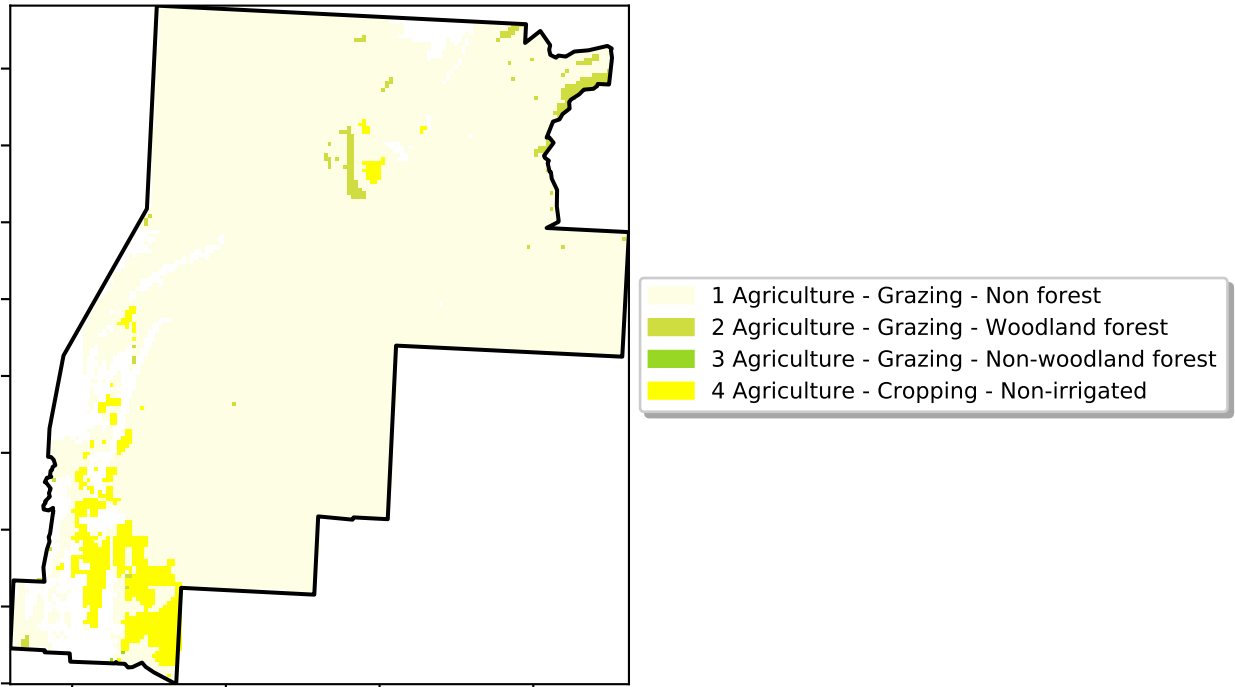 1 Agriculture - Grazing - Non forest
2 Agriculture - Grazing - Woodland forest
3 Agriculture - Grazing - Non-woodland forest
4 Agriculture - Cropping - Non-irrigated